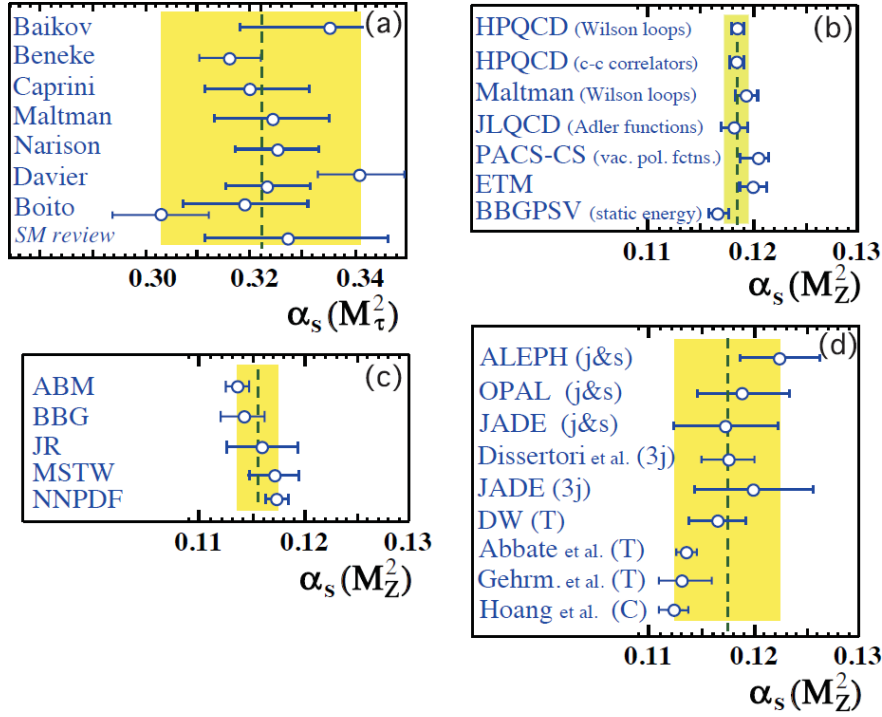 (a)
Baikov
Beneke
Caprini
Maltman
Narison
Davier
Boito
SM review
0.30 0.32 0.34
αs(M²τ)
(b)
HPQCD (Wilson loops)
HPQCD (c-c correlators)
Maltman (Wilson loops)
JLQCD (Adler functions)
PACS-CS (vac. pol. fctns.)
ETM
BBGPSV (static energy)
0.11 0.12 0.13
αs(M²Z)
(c)
ABM
BBG
JR
MSTW
NNPDF
0.11 0.12 0.13
αs(M²Z)
(d)
ALEPH (j&s)
OPAL (j&s)
JADE (j&s)
Dissertori et al. (3j)
JADE (3j)
DW (T)
Abbate et al. (T)
Gehrm. et al. (T)
Hoang et al. (C)
0.11 0.12 0.13
αs(M²Z)